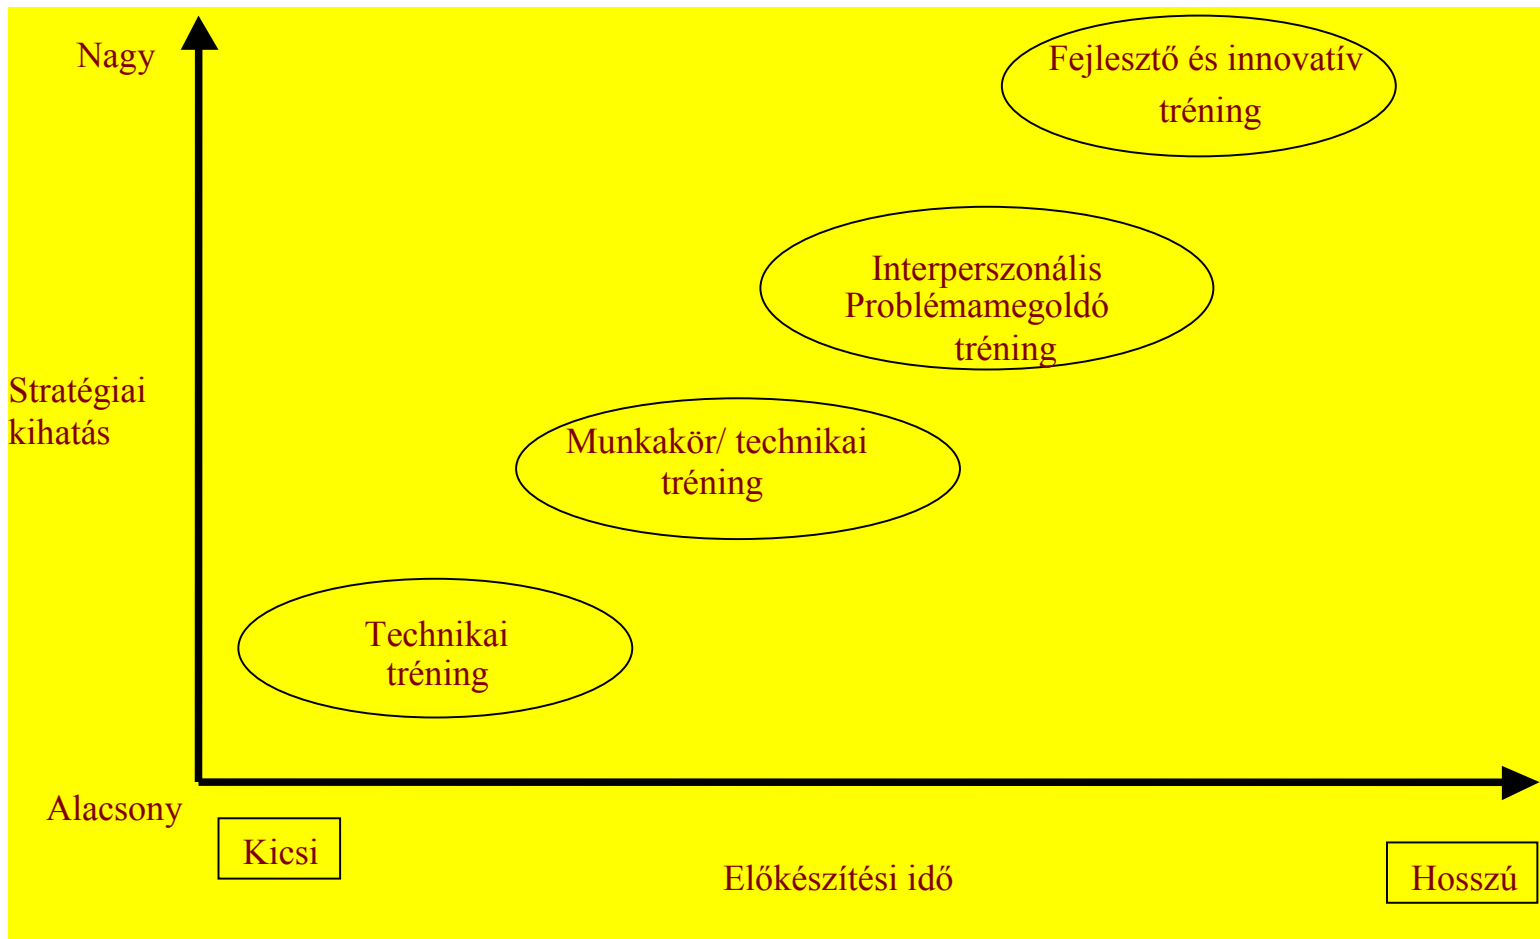 Nagy
Fejlesztő és innovatív
tréning
Interperszonális
Problémamegoldó
tréning
Stratégiai
kihatás
Munkakör/ technikai
tréning
Technikai
tréning
Alacsony
Kicsi
Előkészítési idő
Hosszú